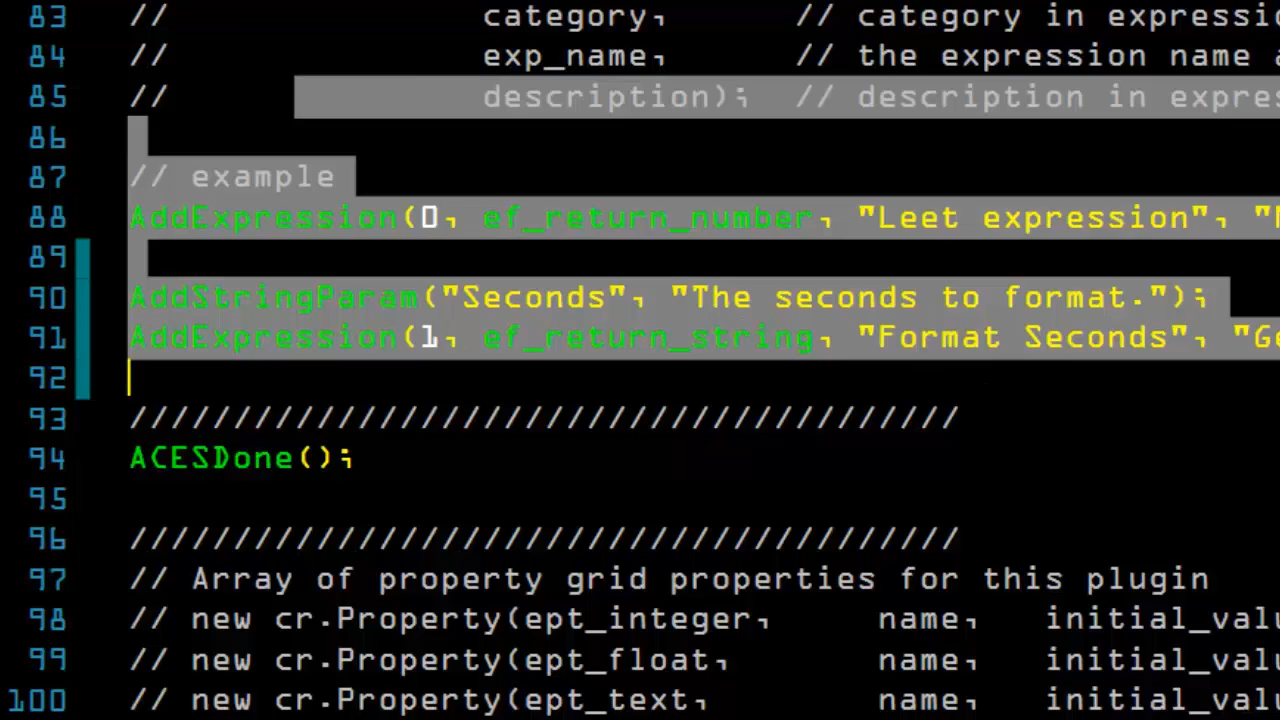 83 // category, // category in expressi
84 // exp_name, // the expression name a
85 // description); // description in expres
86
87 // example
88 AddExpression(0, ef_return_number, "Leet expression", "
89
90 AddStringParam("Seconds", "The seconds to format.");
91 AddExpression(1, ef_return_string, "Format Seconds", "Ge
92
93 ////////////////////////////////////////
94 ACESDone();
95
96 ////////////////////////////////////////
97 // Array of property grid properties for this plugin
98 // new cr.Property(ept_integer, name, initial_valu
99 // new cr.Property(ept_float, name, initial_valu
100 // new cr.Property(ept_text, name, initial_valu